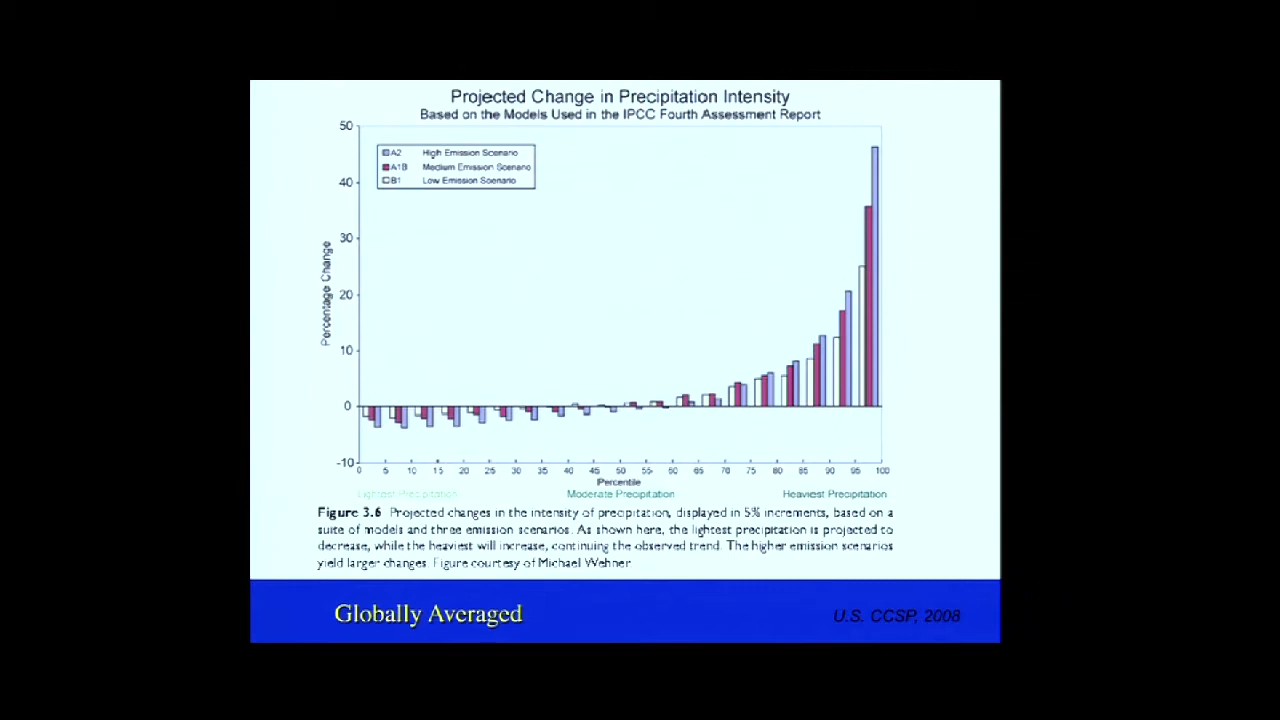 Projected Change in Precipitation Intensity
Based on the Models Used in the IPCC Fourth Assessment Report
50
40
30
20
10
0
-10
Percentage Change
A2 High Emission Scenario
A1B Medium Emission Scenario
B1 Low Emission Scenario
0 5 10 15 20 25 30 35 40 45 50 55 60 65 70 75 80 85 90 95 100
Percentile
Lightest Precipitation Moderate Precipitation Heaviest Precipitation
Figure 3.6 Projected changes in the intensity of precipitation, displayed in 5% increments, based on a
suite of models and three emission scenarios. As shown here, the lightest precipitation is projected to
decrease, while the heaviest will increase, continuing the observed trend. The higher emission scenarios
yield larger changes. Figure courtesy of Michael Wehner.
Globally Averaged
U.S. CCSP, 2008